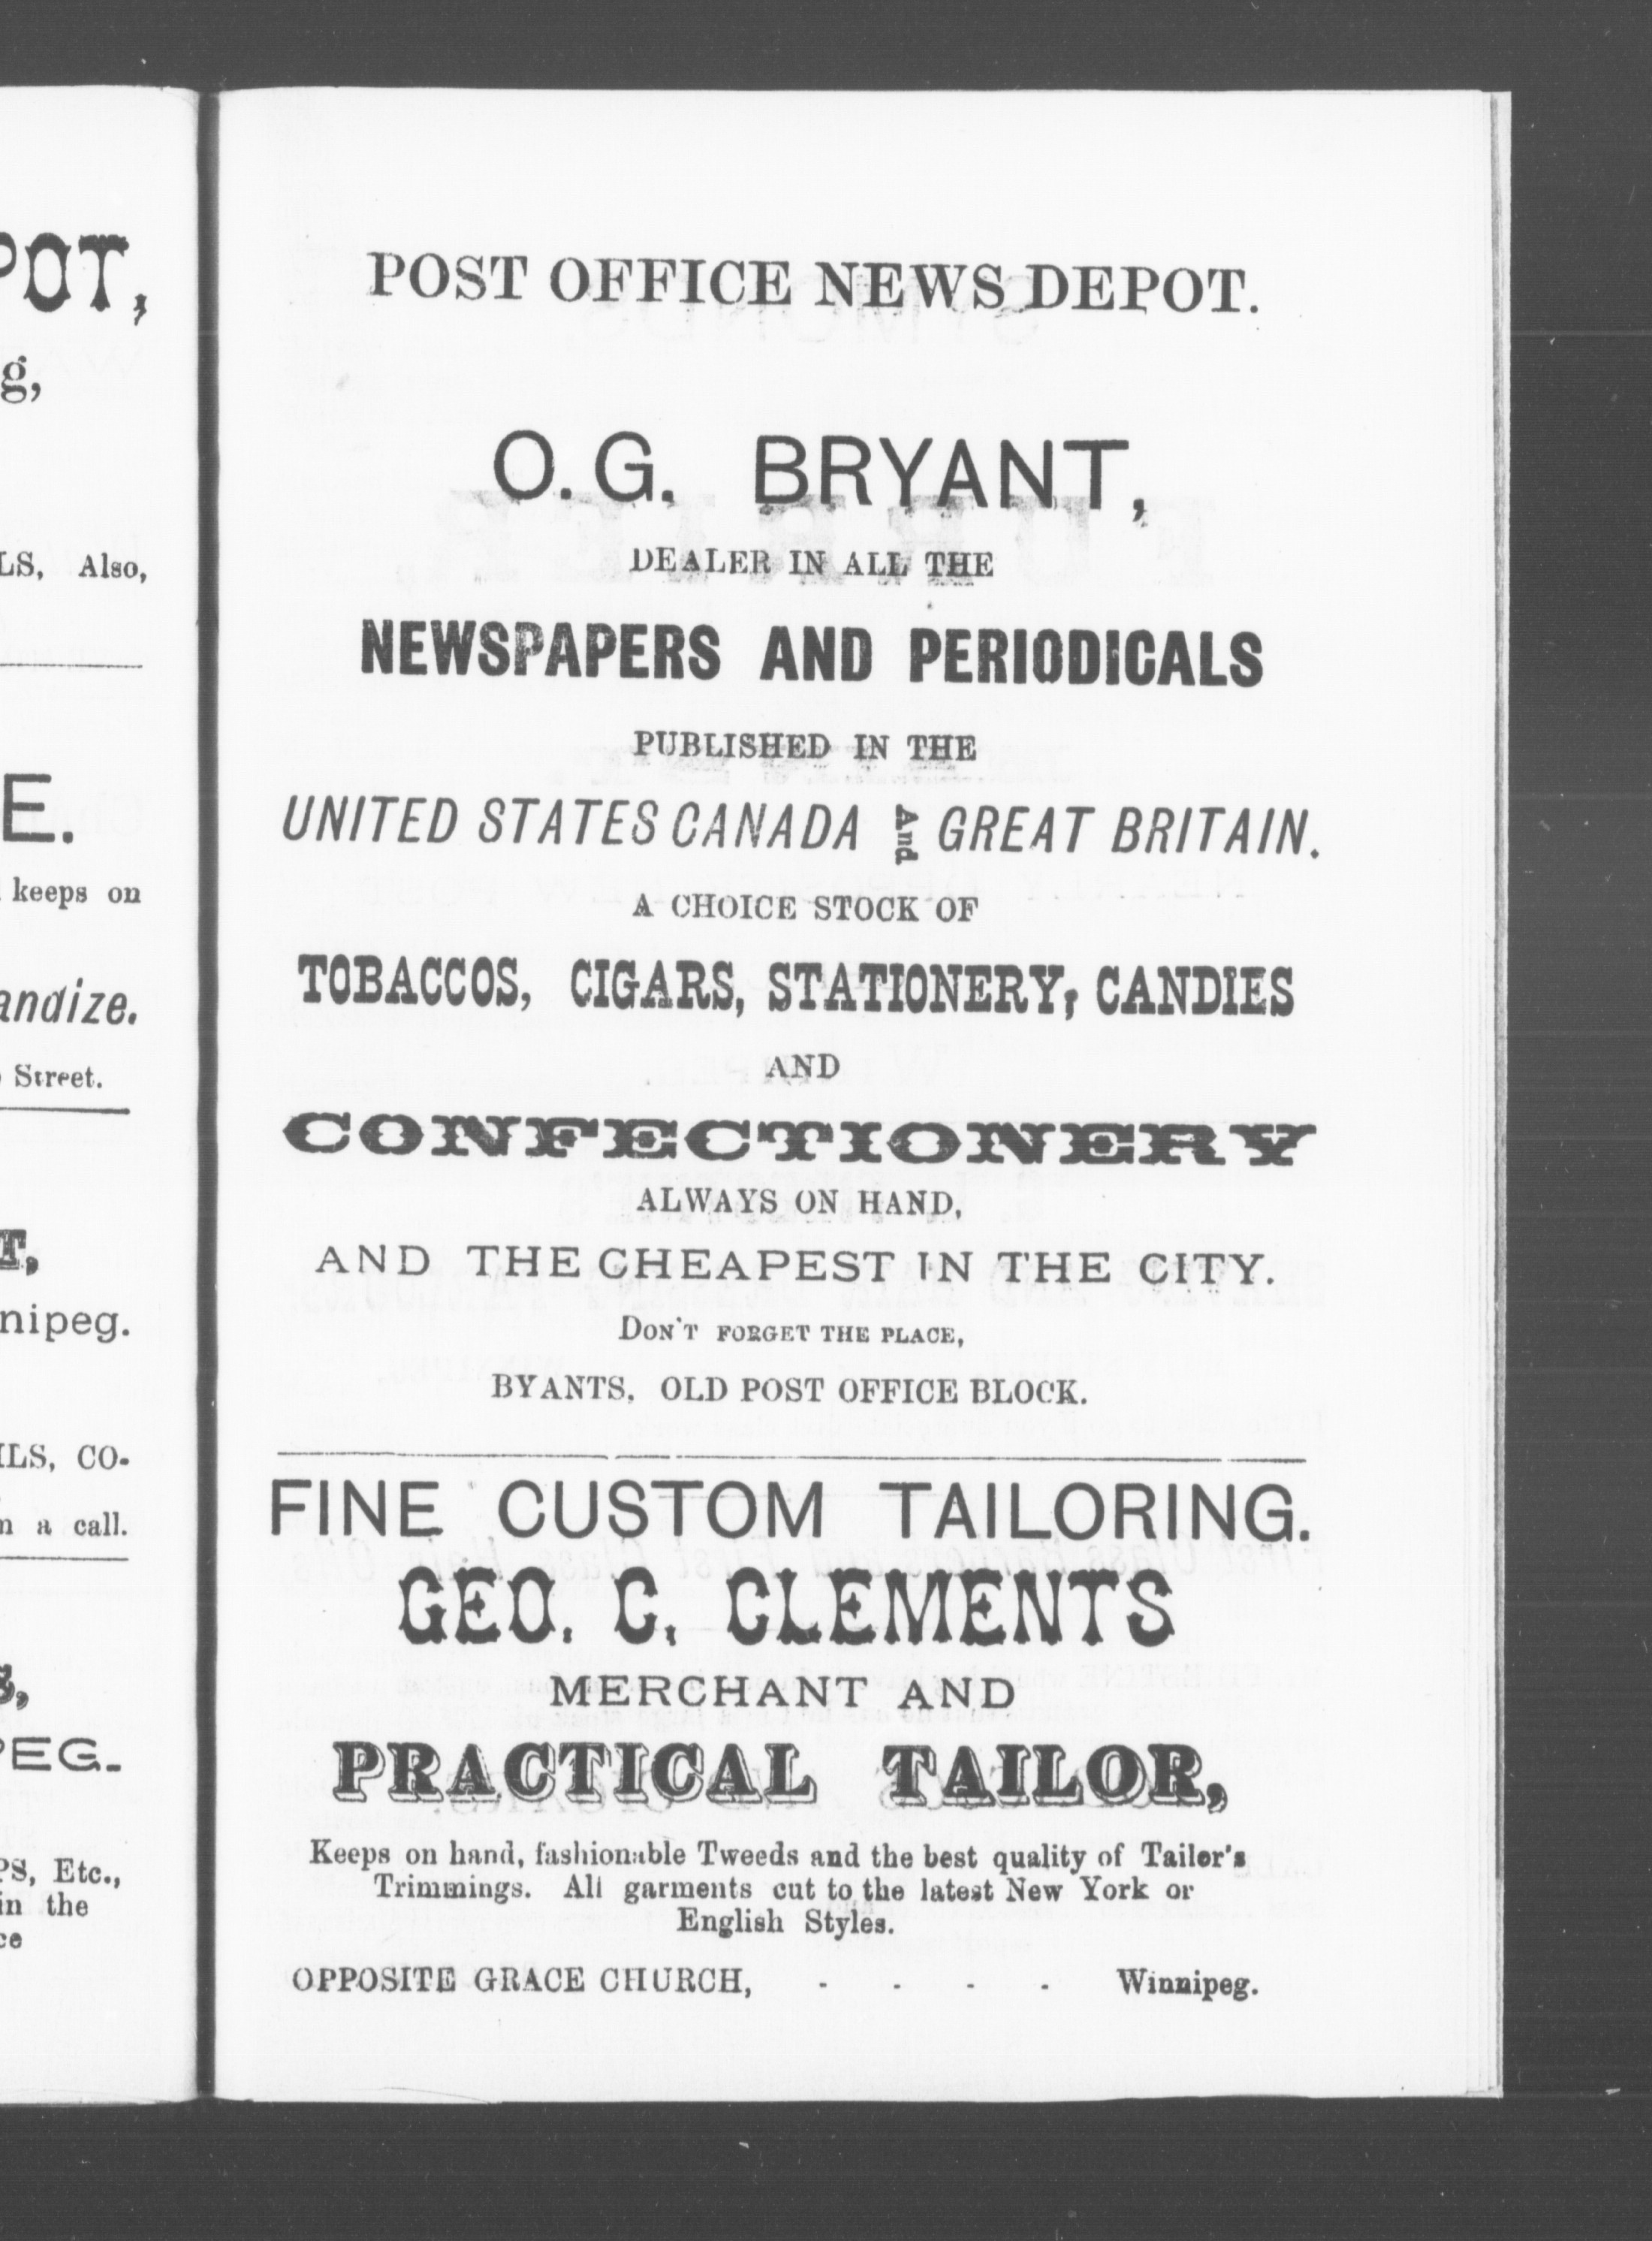 POT,
g,
LS, Also,
E.
keeps on
andize.
Street.
T,
nipeg.
ILS, CO-
a call.
S,
PEG.
PS, Etc.,
in the
ce
POST OFFICE NEWS DEPOT.
O. G. BRYANT,
DEALER IN ALL THE
NEWSPAPERS AND PERIODICALS
PUBLISHED IN THE
UNITED STATES CANADA And GREAT BRITAIN.
A CHOICE STOCK OF
TOBACCOS, CIGARS, STATIONERY, CANDIES
AND
CONFECTIONERY
ALWAYS ON HAND,
AND THE CHEAPEST IN THE CITY.
DON'T FORGET THE PLACE,
BYANTS, OLD POST OFFICE BLOCK.
FINE CUSTOM TAILORING.
GEO. C. CLEMENTS
MERCHANT AND
PRACTICAL TAILOR,
Keeps on hand, fashionable Tweeds and the best quality of Tailor's
Trimmings. All garments cut to the latest New York or
English Styles.
OPPOSITE GRACE CHURCH, - - - - Winnipeg.